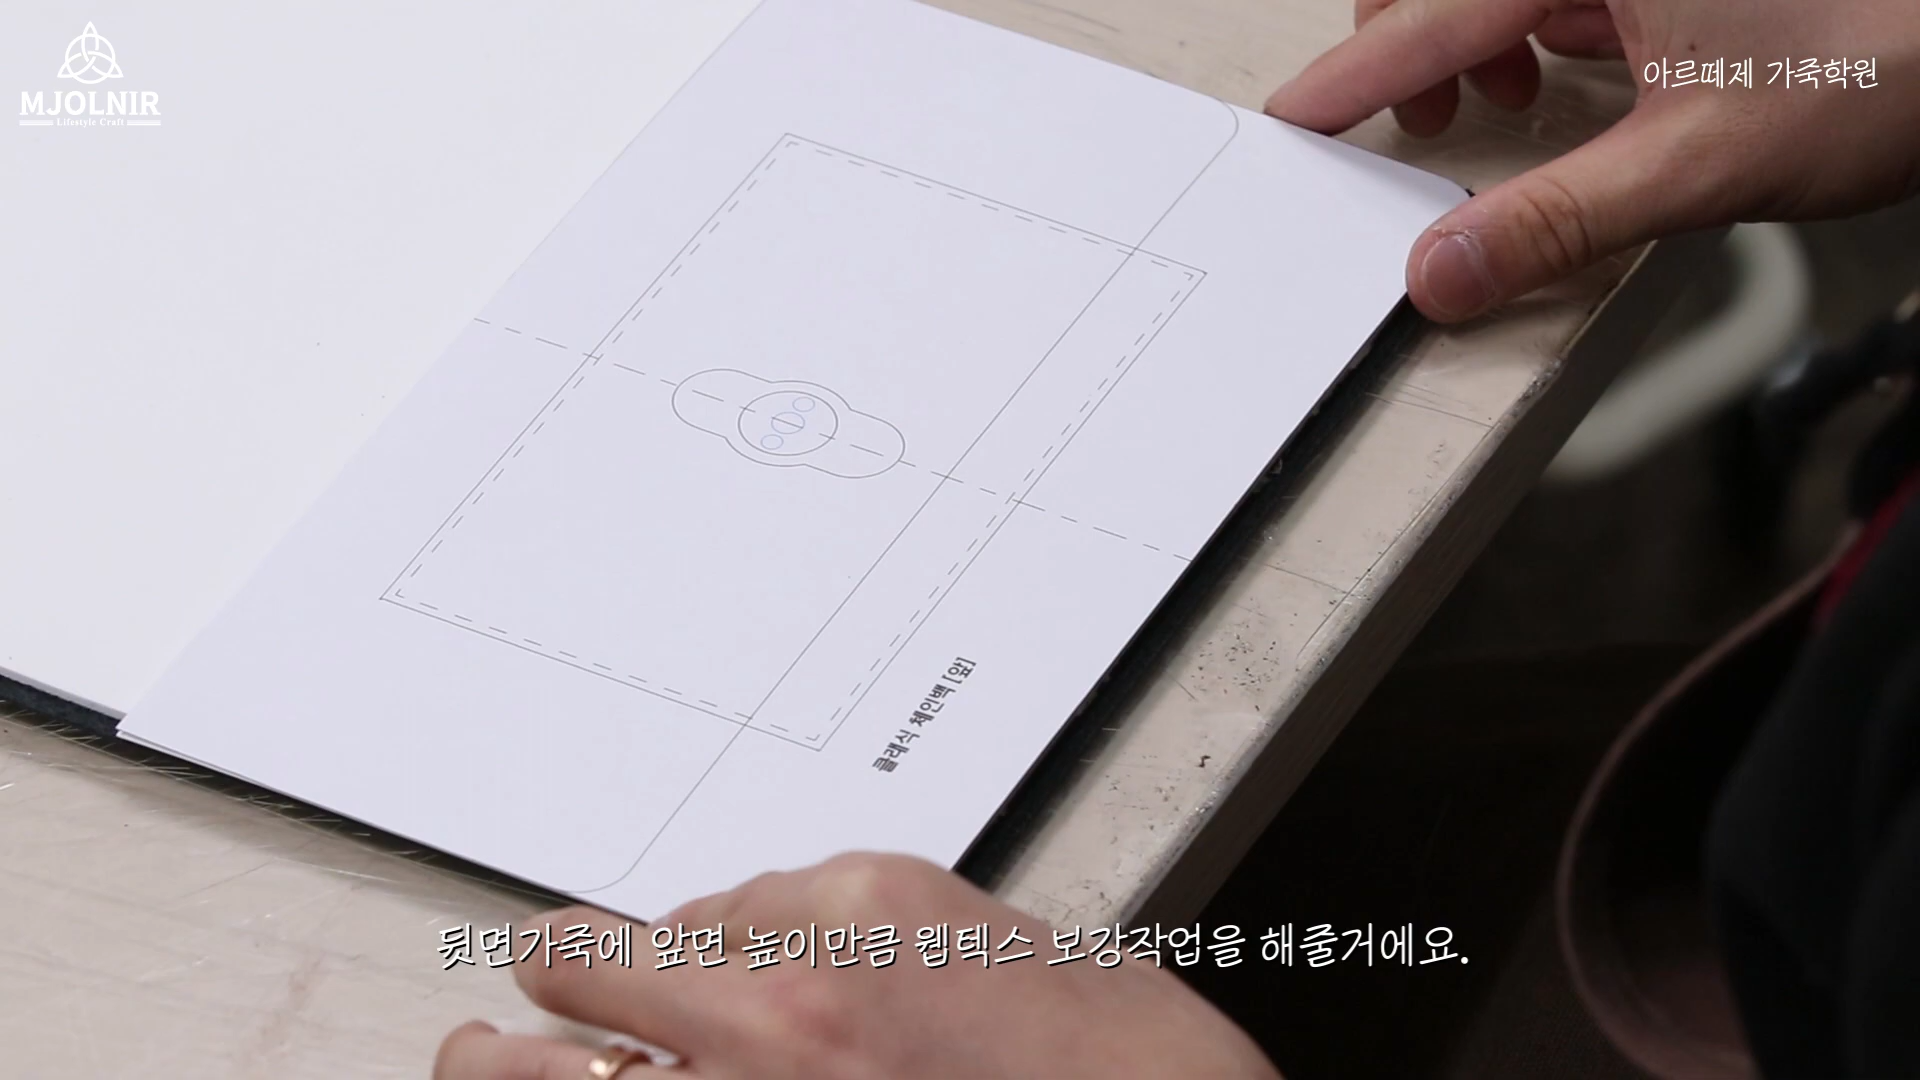 MJOLNIR
Lifestyle Craft
아르떼제 가죽학원
클래식 체인백 [앞]
뒷면가죽에 앞면 높이만큼 웹텍스 보강작업을 해줄거에요.